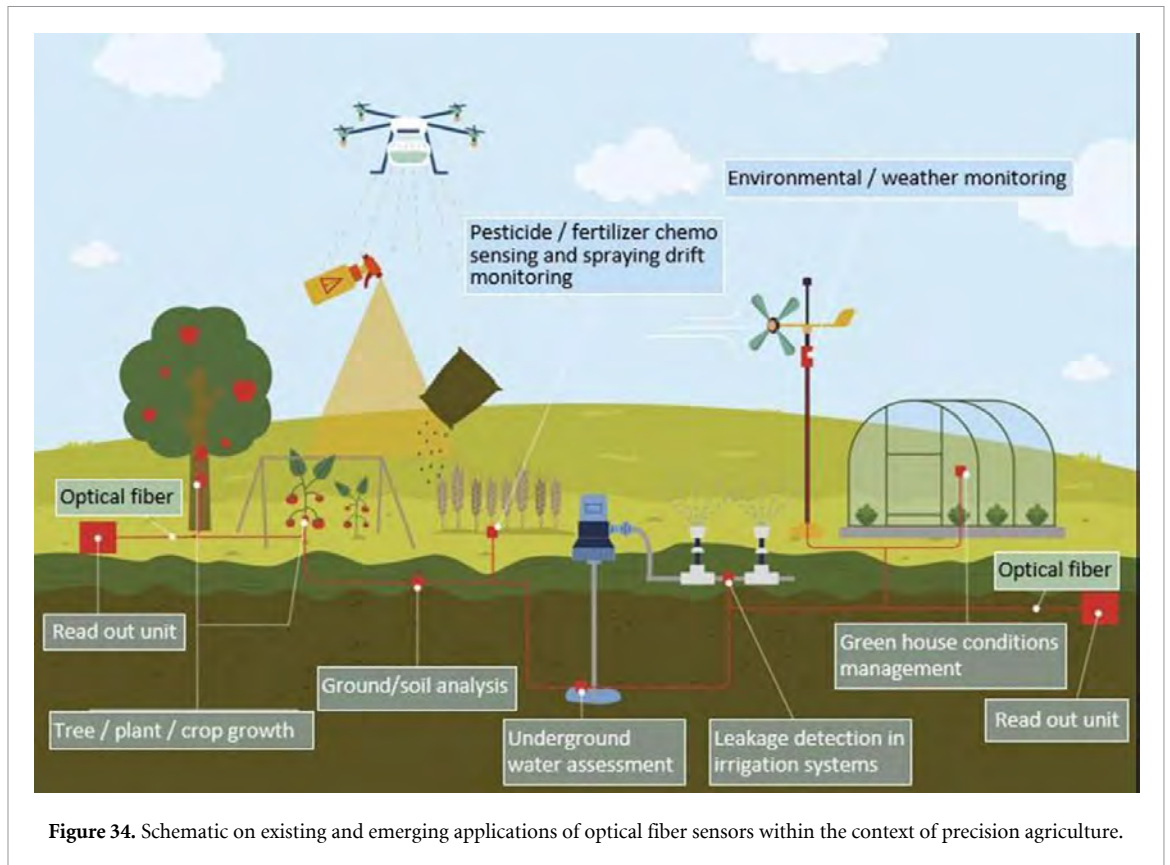 Environmental / weather monitoring
Pesticide / fertilizer chemo
sensing and spraying drift
monitoring
Optical fiber
Optical fiber
Read out unit
Green house conditions
management
Ground/soil analysis
Read out unit
Tree / plant / crop growth
Underground
water assessment
Leakage detection in
irrigation systems
Figure 34. Schematic on existing and emerging applications of optical fiber sensors within the context of precision agriculture.